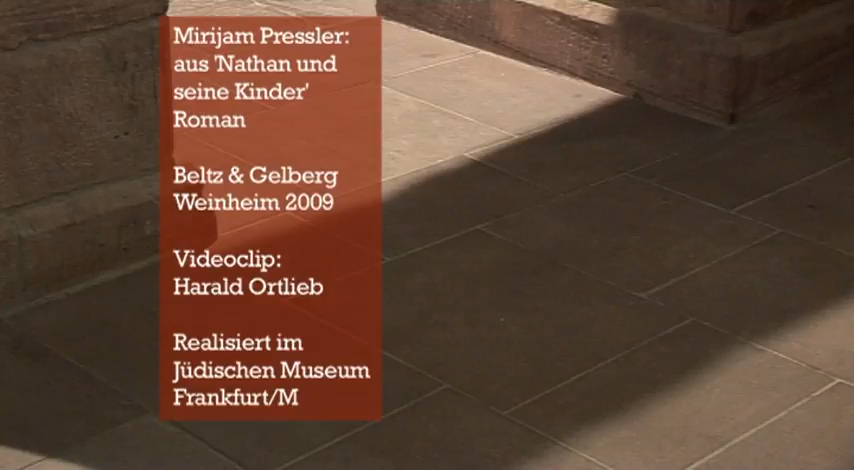 Mirijam Pressler:
aus 'Nathan und
seine Kinder'
Roman
Beltz & Gelberg
Weinheim 2009
Videoclip:
Harald Ortlieb
Realisiert im
Jüdischen Museum
Frankfurt/M